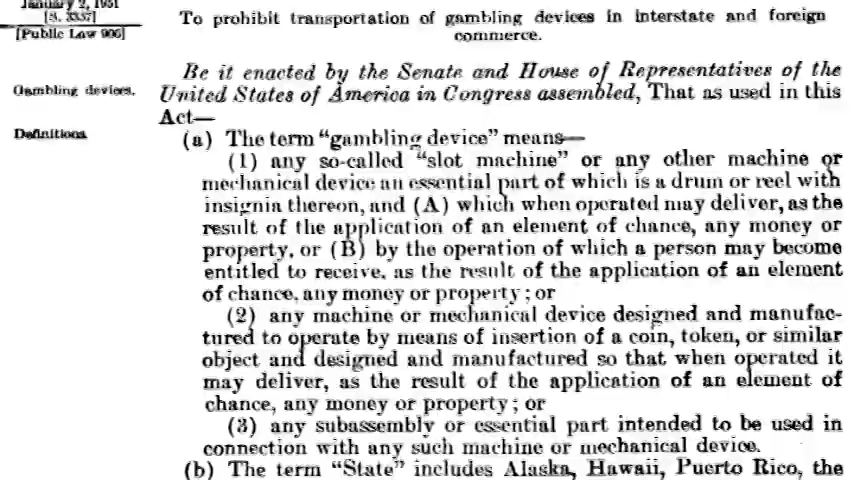 January 2, 1951
[S. 3357]
[Public Law 906]
To prohibit transportation of gambling devices in interstate and foreign
commerce.
Gambling devices.
Be it enacted by the Senate and House of Representatives of the
United States of America in Congress assembled, That as used in this
Act—
Definitions
(a) The term "gambling device" means—
(1) any so-called "slot machine" or any other machine or
mechanical device an essential part of which is a drum or reel with
insignia thereon, and (A) which when operated may deliver, as the
result of the application of an element of chance, any money or
property, or (B) by the operation of which a person may become
entitled to receive, as the result of the application of an element
of chance, any money or property; or
(2) any machine or mechanical device designed and manufac-
tured to operate by means of insertion of a coin, token, or similar
object and designed and manufactured so that when operated it
may deliver, as the result of the application of an element of
chance, any money or property; or
(3) any subassembly or essential part intended to be used in
connection with any such machine or mechanical device.
(b) The term "State" includes Alaska, Hawaii, Puerto Rico, the